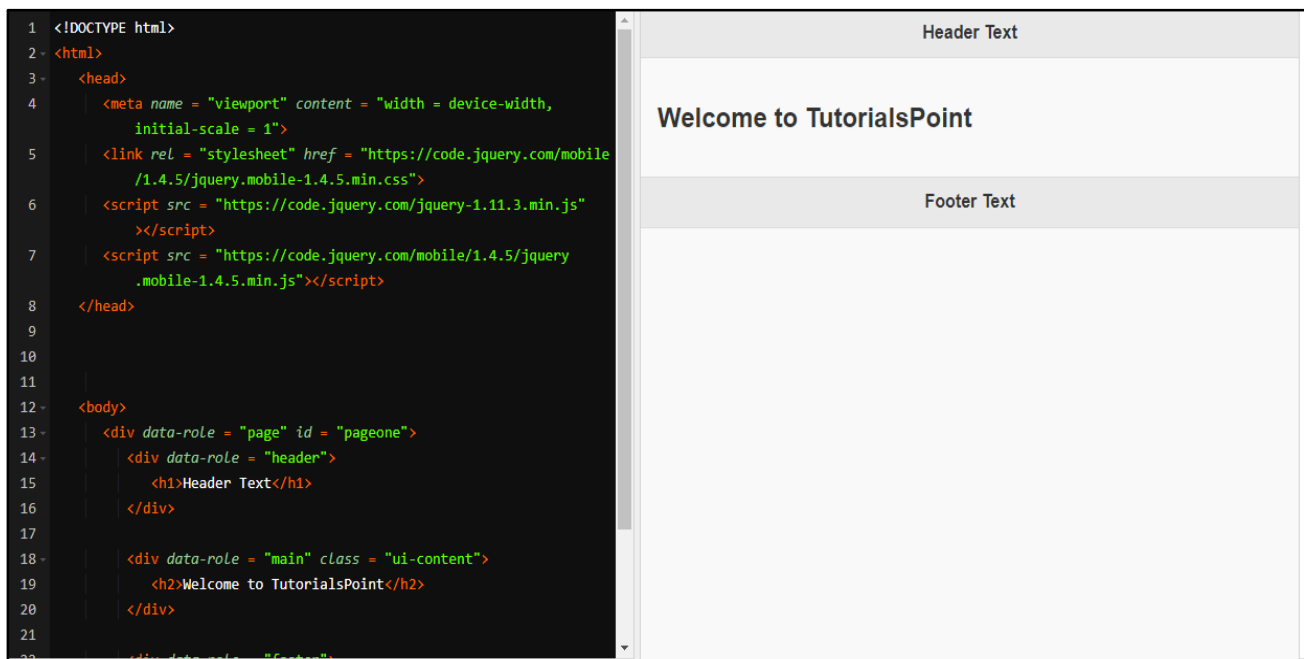 1 <!DOCTYPE html>
2 <html>
3 <head>
4 <meta name = "viewport" content = "width = device-width,
initial-scale = 1">
5 <link rel = "stylesheet" href = "https://code.jquery.com/mobile
/1.4.5/jquery.mobile-1.4.5.min.css">
6 <script src = "https://code.jquery.com/jquery-1.11.3.min.js"
></script>
7 <script src = "https://code.jquery.com/mobile/1.4.5/jquery
.mobile-1.4.5.min.js"></script>
8 </head>
9
10
11
12 <body>
13 <div data-role = "page" id = "pageone">
14 <div data-role = "header">
15 <h1>Header Text</h1>
16 </div>
17
18 <div data-role = "main" class = "ui-content">
19 <h2>Welcome to TutorialsPoint</h2>
20 </div>
21
22 <div data-role = "footer">
Header Text
Welcome to TutorialsPoint
Footer Text